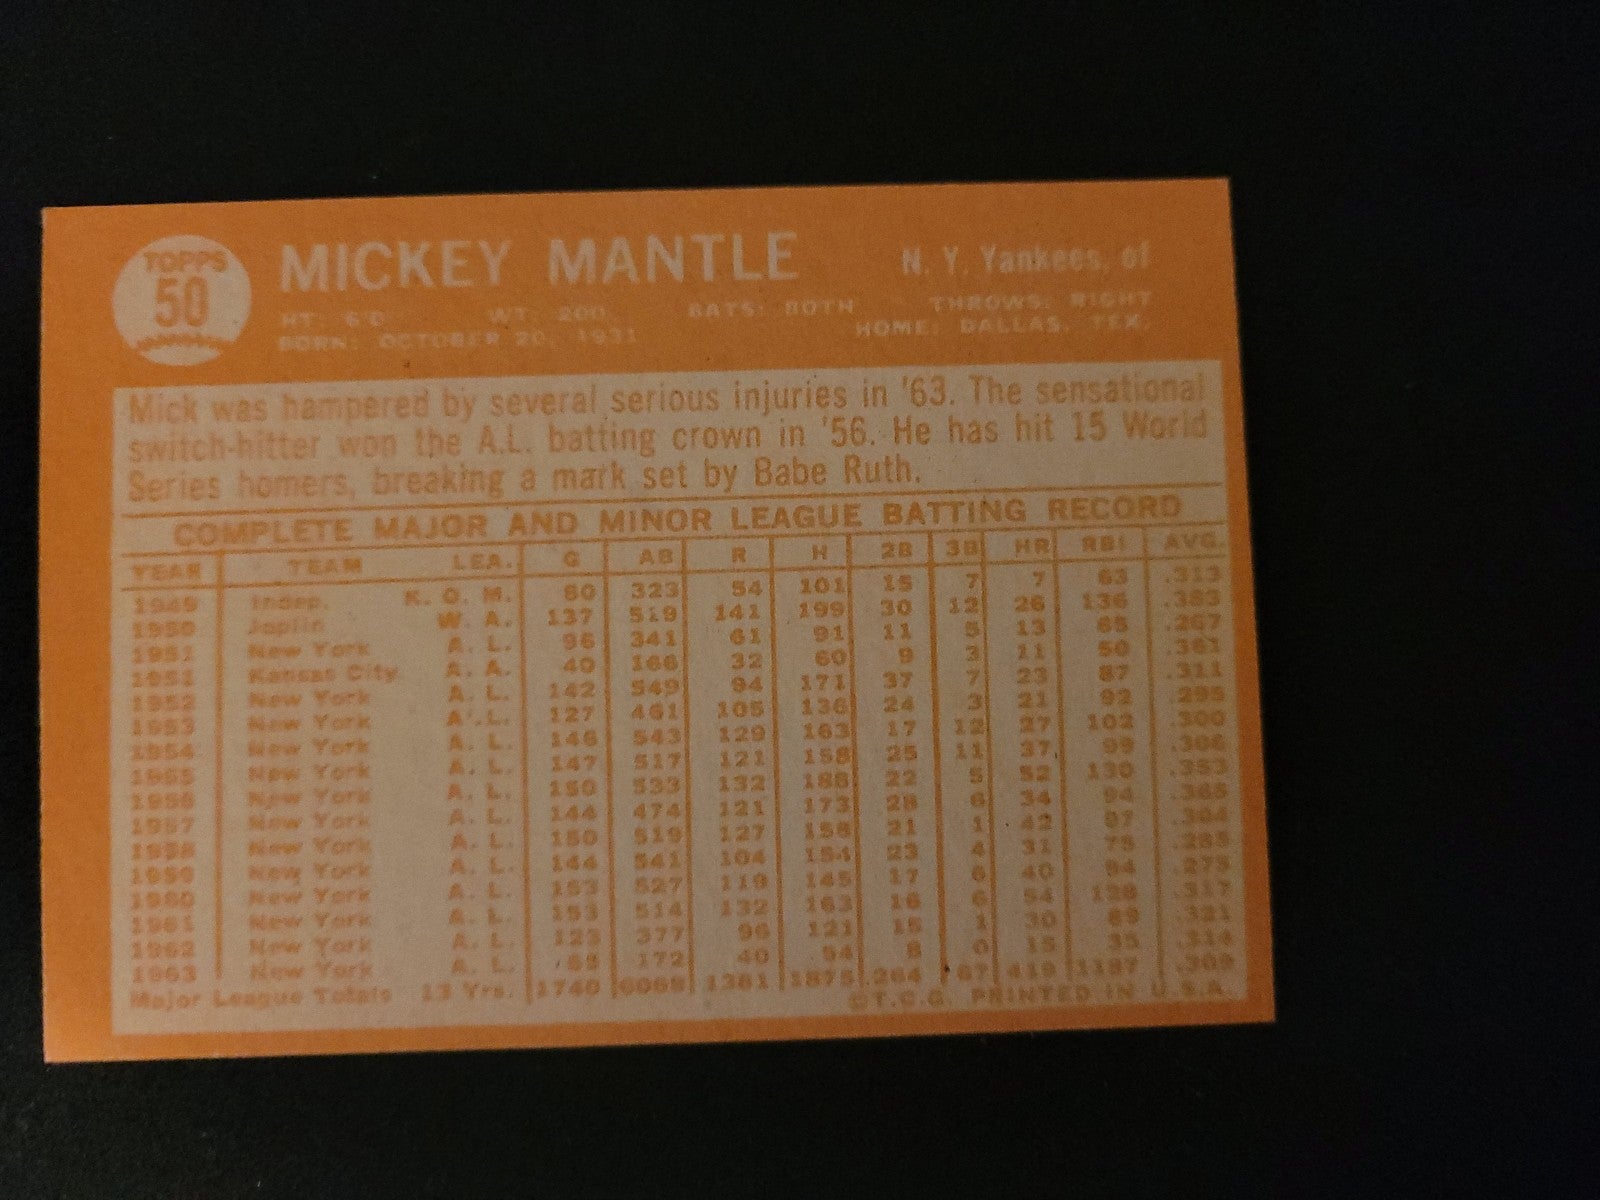 TOPPS
50
MICKEY MANTLE
N. Y. Yankees, of
HT: 6'0 WT: 200 BATS: BOTH THROWS: RIGHT
BORN: OCTOBER 20, 1931 HOME: DALLAS, TEX.
Mick was hampered by several serious injuries in '63. The sensational
switch-hitter won the A.L. batting crown in '56. He has hit 15 World
Series homers, breaking a mark set by Babe Ruth.
COMPLETE MAJOR AND MINOR LEAGUE BATTING RECORD
YEAR TEAM LEA. G AB R H 2B 3B HR RBI AVG.
1949 Indep. K. O. M. 80 323 54 101 15 7 7 63 .313
1950 Joplin W. A. 137 519 141 199 30 12 26 136 .383
1951 New York A. L. 96 341 61 91 11 5 13 65 .267
1951 Kansas City A. A. 40 166 32 60 9 3 11 50 .361
1952 New York A. L. 142 549 94 171 37 7 23 87 .311
1953 New York A. L. 127 461 105 136 24 3 21 92 .295
1954 New York A. L. 146 543 129 163 17 12 27 102 .300
1955 New York A. L. 147 517 121 158 25 11 37 99 .306
1956 New York A. L. 150 533 132 188 22 5 52 130 .353
1957 New York A. L. 144 474 121 173 28 6 34 94 .365
1958 New York A. L. 150 519 127 158 21 1 42 97 .304
1959 New York A. L. 144 541 104 154 23 4 31 75 .285
1960 New York A. L. 153 527 119 145 17 6 40 94 .275
1961 New York A. L. 153 514 132 163 16 6 54 128 .317
1962 New York A. L. 123 377 96 121 15 1 30 89 .321
1963 New York A. L. 65 172 40 54 8 0 15 35 .314
Major League Totals 13 Yrs. 1740 6068 1381 1875 264 67 419 1187 .309
©T.C.G. PRINTED IN U.S.A.